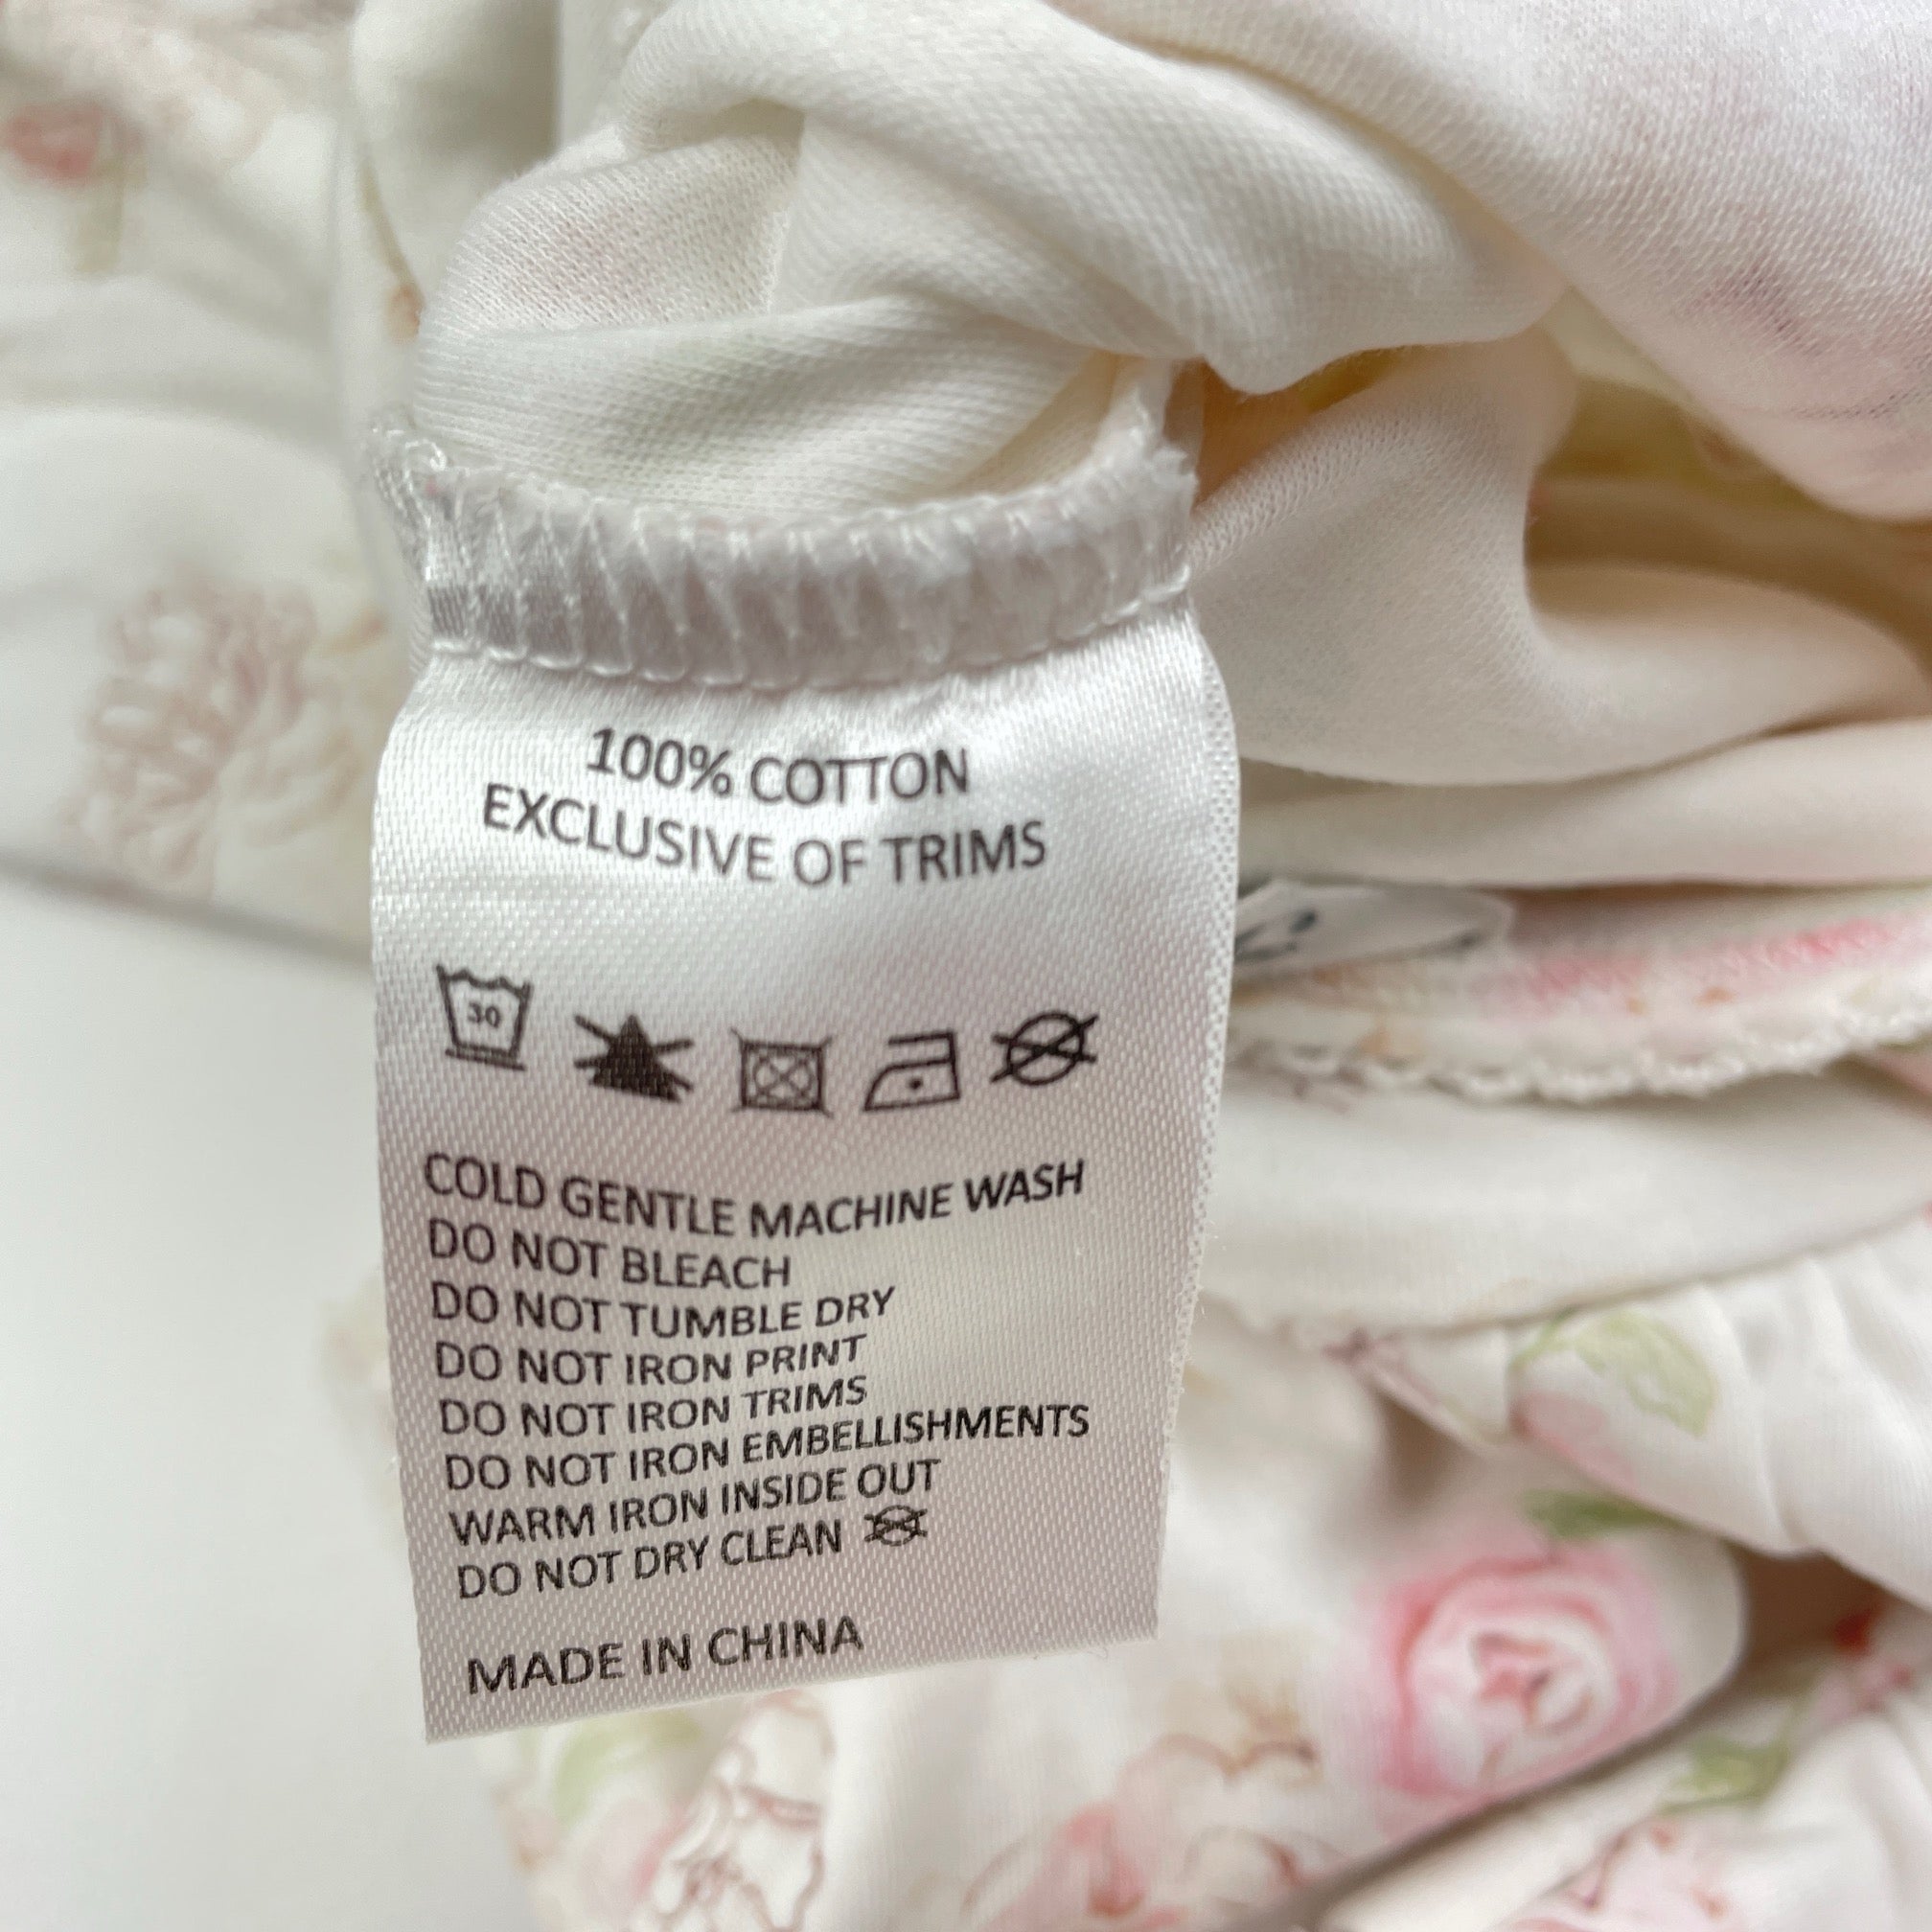 100% COTTON
EXCLUSIVE OF TRIMS
30
COLD GENTLE MACHINE WASH
DO NOT BLEACH
DO NOT TUMBLE DRY
DO NOT IRON PRINT
DO NOT IRON TRIMS
DO NOT IRON EMBELLISHMENTS
WARM IRON INSIDE OUT
DO NOT DRY CLEAN
MADE IN CHINA